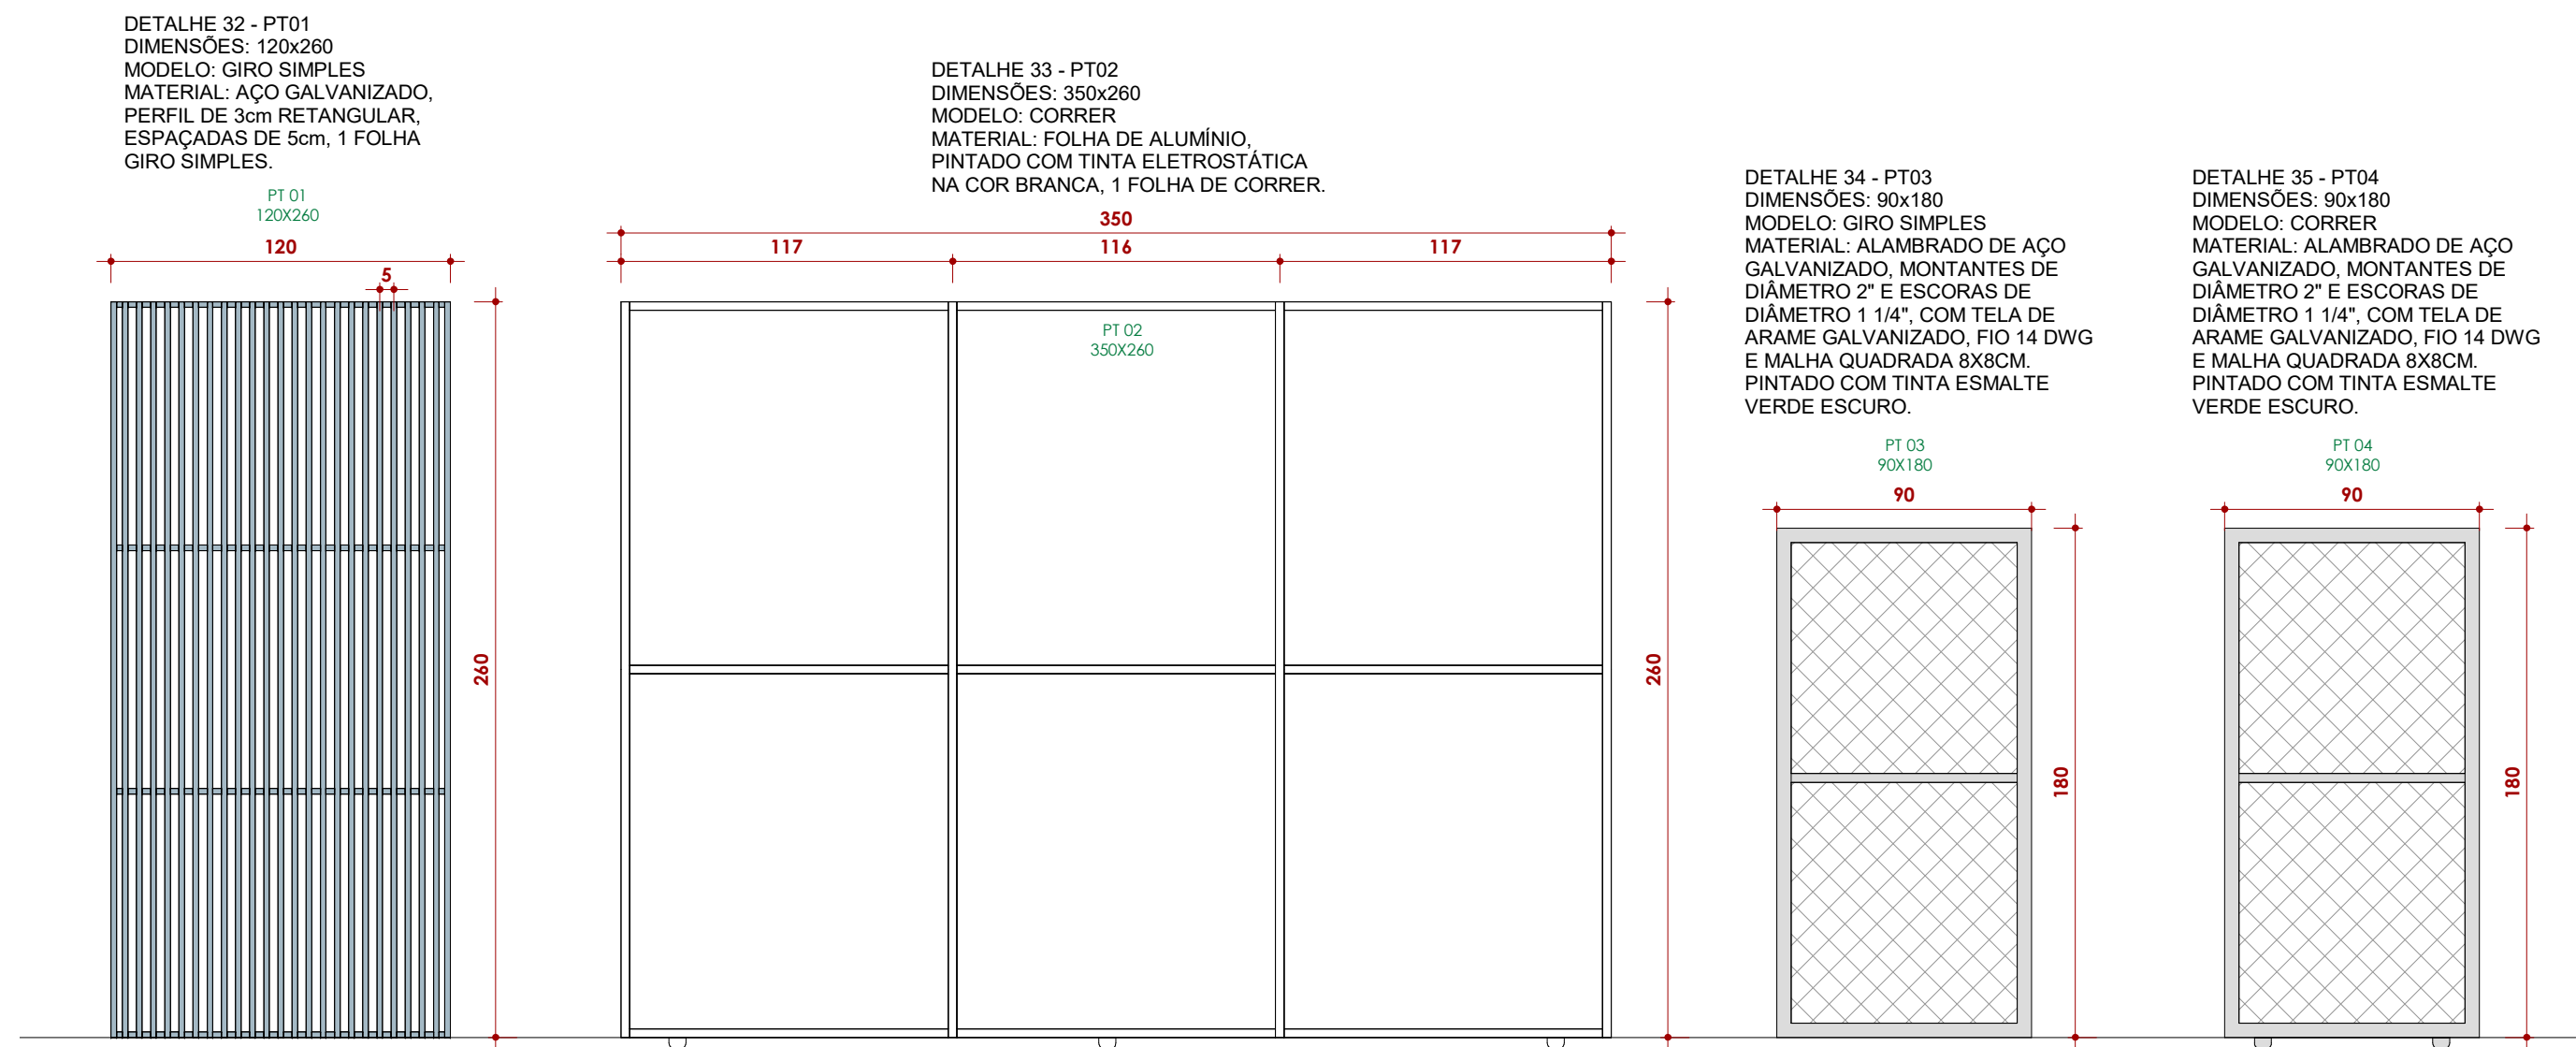 DETALHE 32 - PT01
DIMENSÕES: 120x260
MODELO: GIRO SIMPLES
MATERIAL: AÇO GALVANIZADO,
PERFIL DE 3cm RETANGULAR,
ESPAÇADAS DE 5cm, 1 FOLHA
GIRO SIMPLES.
PT 01
120X260
120
5
260
DETALHE 33 - PT02
DIMENSÕES: 350x260
MODELO: CORRER
MATERIAL: FOLHA DE ALUMÍNIO,
PINTADO COM TINTA ELETROSTÁTICA
NA COR BRANCA, 1 FOLHA DE CORRER.
350
117
116
117
PT 02
350X260
260
DETALHE 34 - PT03
DIMENSÕES: 90x180
MODELO: GIRO SIMPLES
MATERIAL: ALAMBRADO DE AÇO
GALVANIZADO, MONTANTES DE
DIÂMETRO 2" E ESCORAS DE
DIÂMETRO 1 1/4", COM TELA DE
ARAME GALVANIZADO, FIO 14 DWG
E MALHA QUADRADA 8X8CM.
PINTADO COM TINTA ESMALTE
VERDE ESCURO.
PT 03
90X180
90
180
DETALHE 35 - PT04
DIMENSÕES: 90x180
MODELO: CORRER
MATERIAL: ALAMBRADO DE AÇO
GALVANIZADO, MONTANTES DE
DIÂMETRO 2" E ESCORAS DE
DIÂMETRO 1 1/4", COM TELA DE
ARAME GALVANIZADO, FIO 14 DWG
E MALHA QUADRADA 8X8CM.
PINTADO COM TINTA ESMALTE
VERDE ESCURO.
PT 04
90X180
90
180